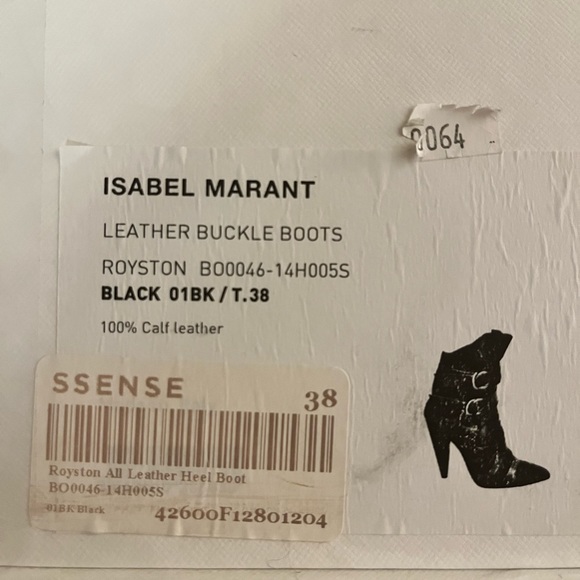 0064
ISABEL MARANT
LEATHER BUCKLE BOOTS
ROYSTON BO0046-14H005S
BLACK 01BK / T.38
100% Calf leather
SSENSE 38
Royston All Leather Heel Boot
BO0046-14H005S
01BK Black 42600F12801204